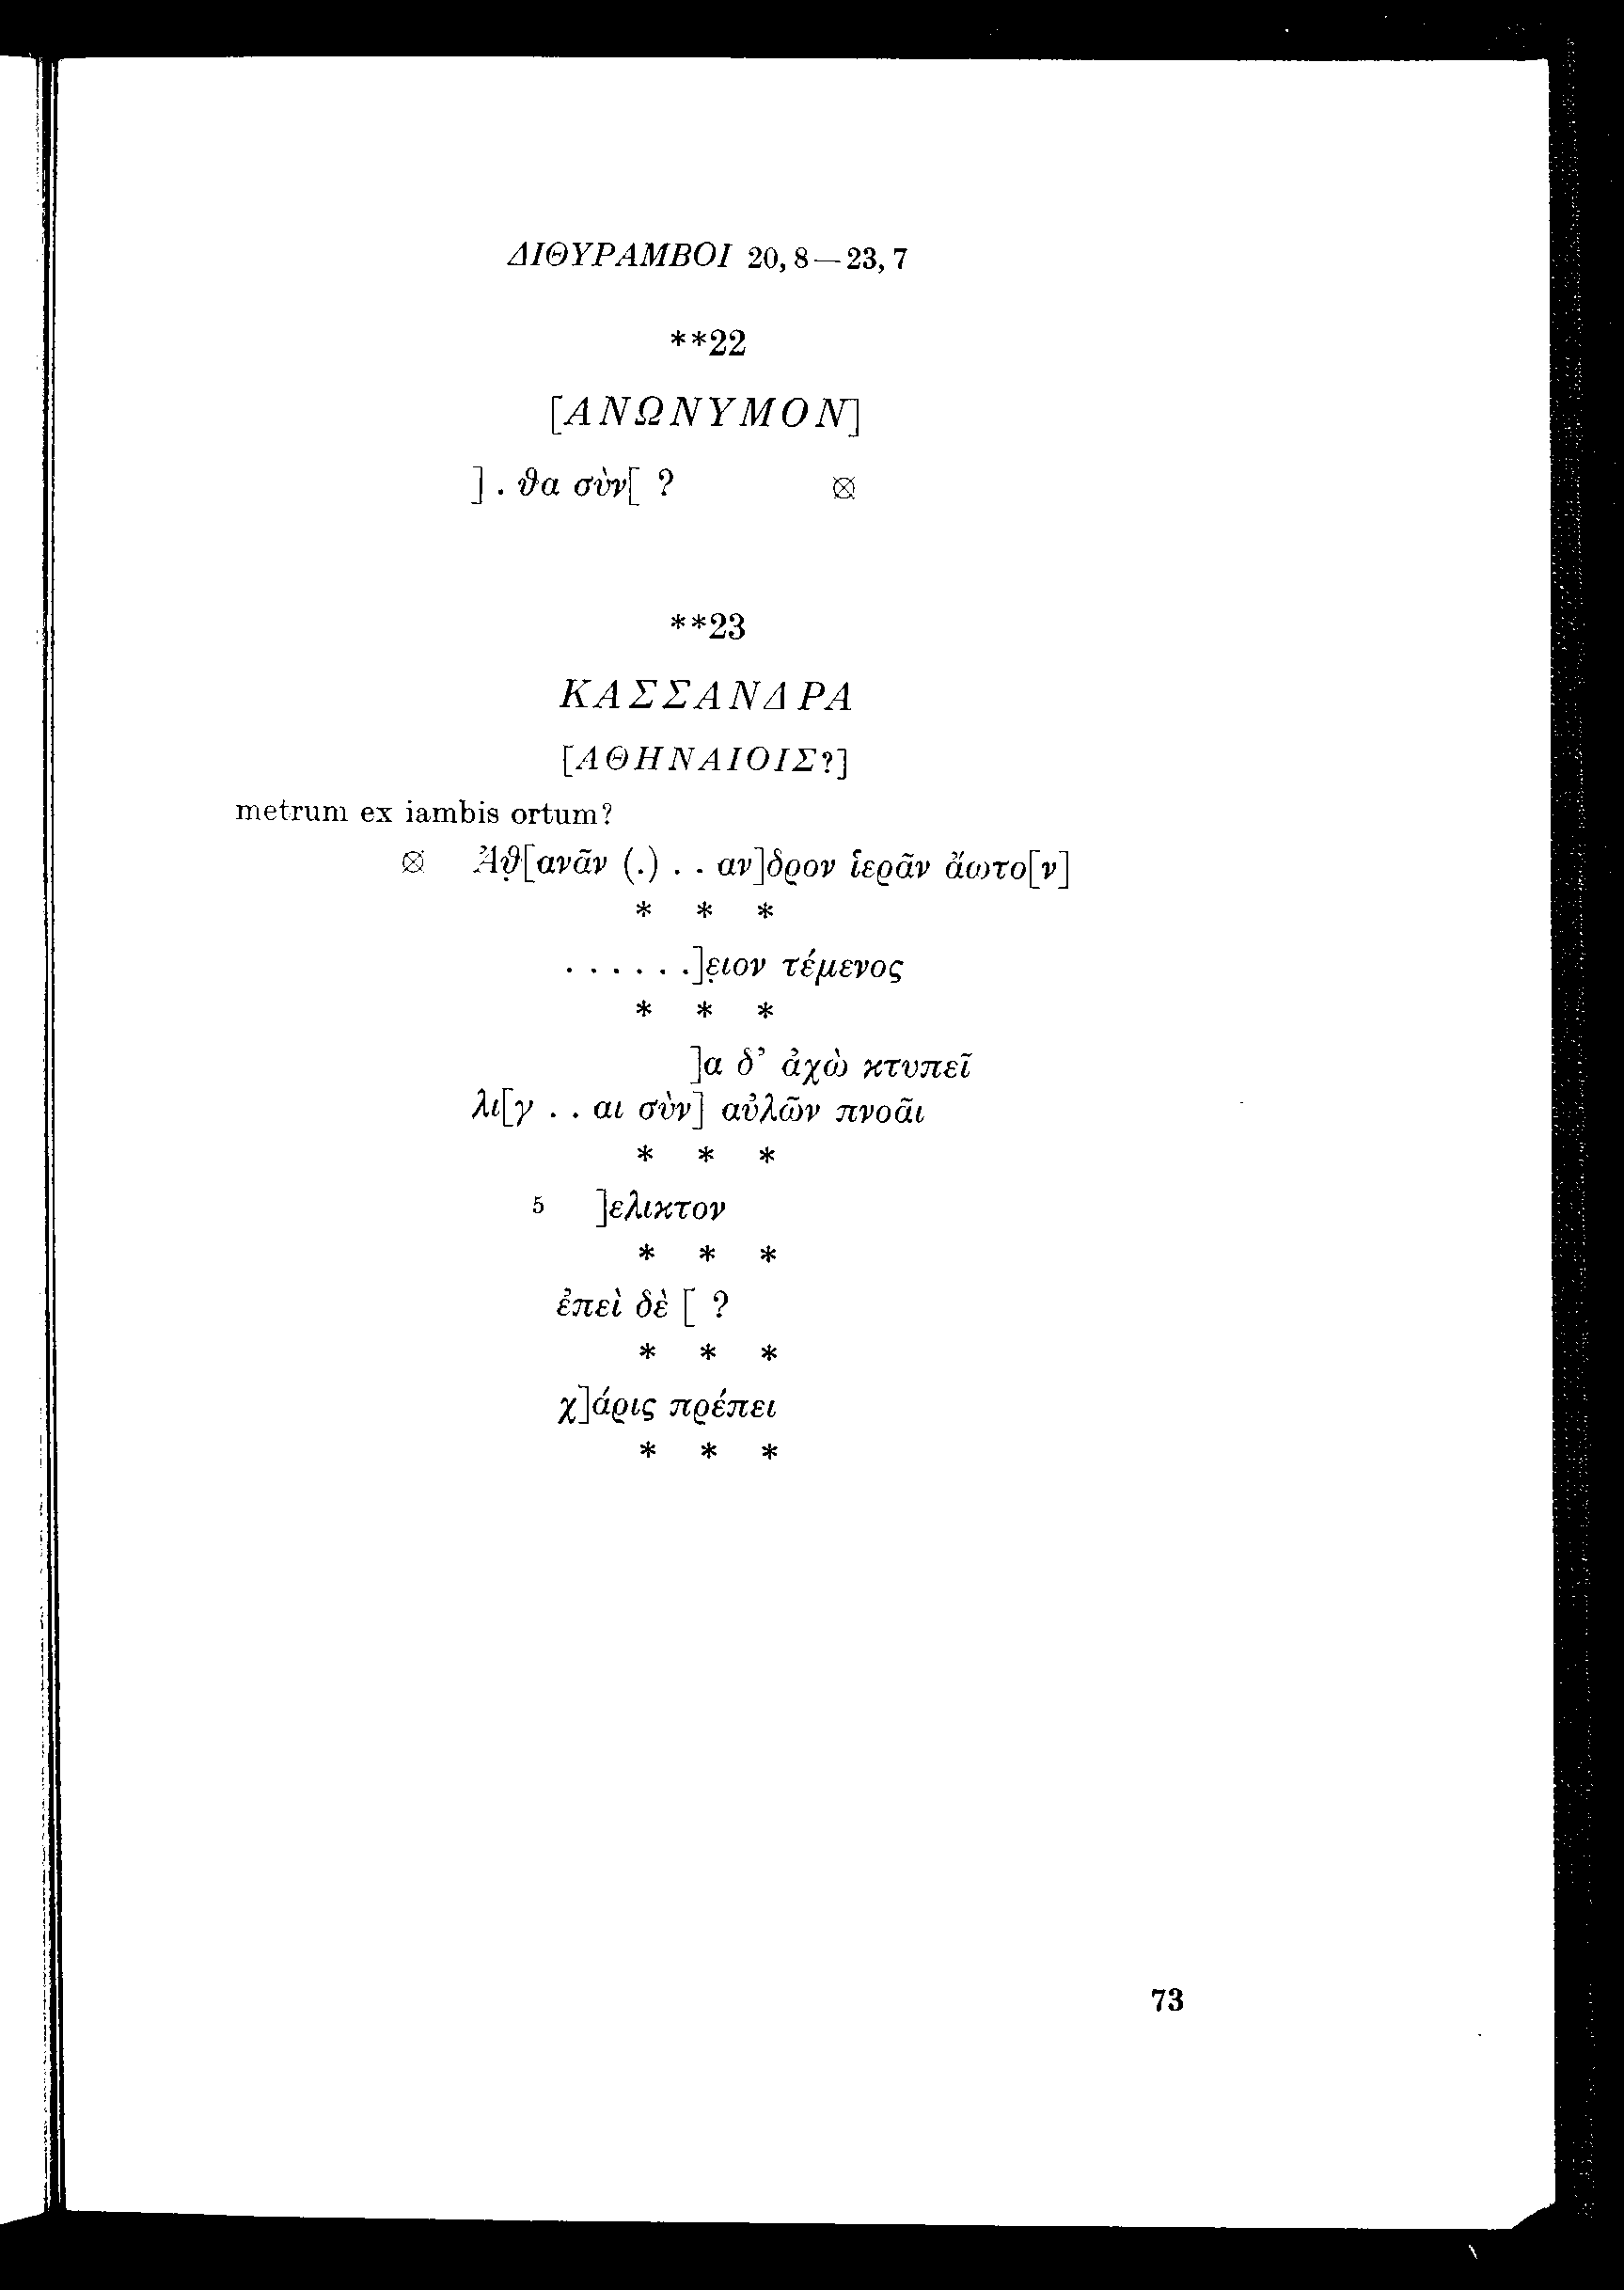 ΔΙΘΥΡΑΜΒΟΙ 20, 8—23, 7
**22
[ΑΝΩΝΥΜΟΝ]
] . ϑα σὺν[ ? ⊗
**23
ΚΑΣΣΑΝΔΡΑ
[ΑΘΗΝΑΙΟΙΣ?]
metrum ex iambis ortum?
⊗ Ἀϑ̣[ανᾶν (.) . . αν]δρον ἱερᾶν ἄωτο[ν]
* * *
. . . . . .]ε̣ιον τέμενος
* * *
]α δ’ ἀχὼ κτυπεῖ
λι[γ . . αι σὺν] αὐλῶν πνοᾶι
* * *
5 ]ελικτον
* * *
ἐπεὶ δὲ [ ?
* * *
χ]άρις πρέπει
* * *
73